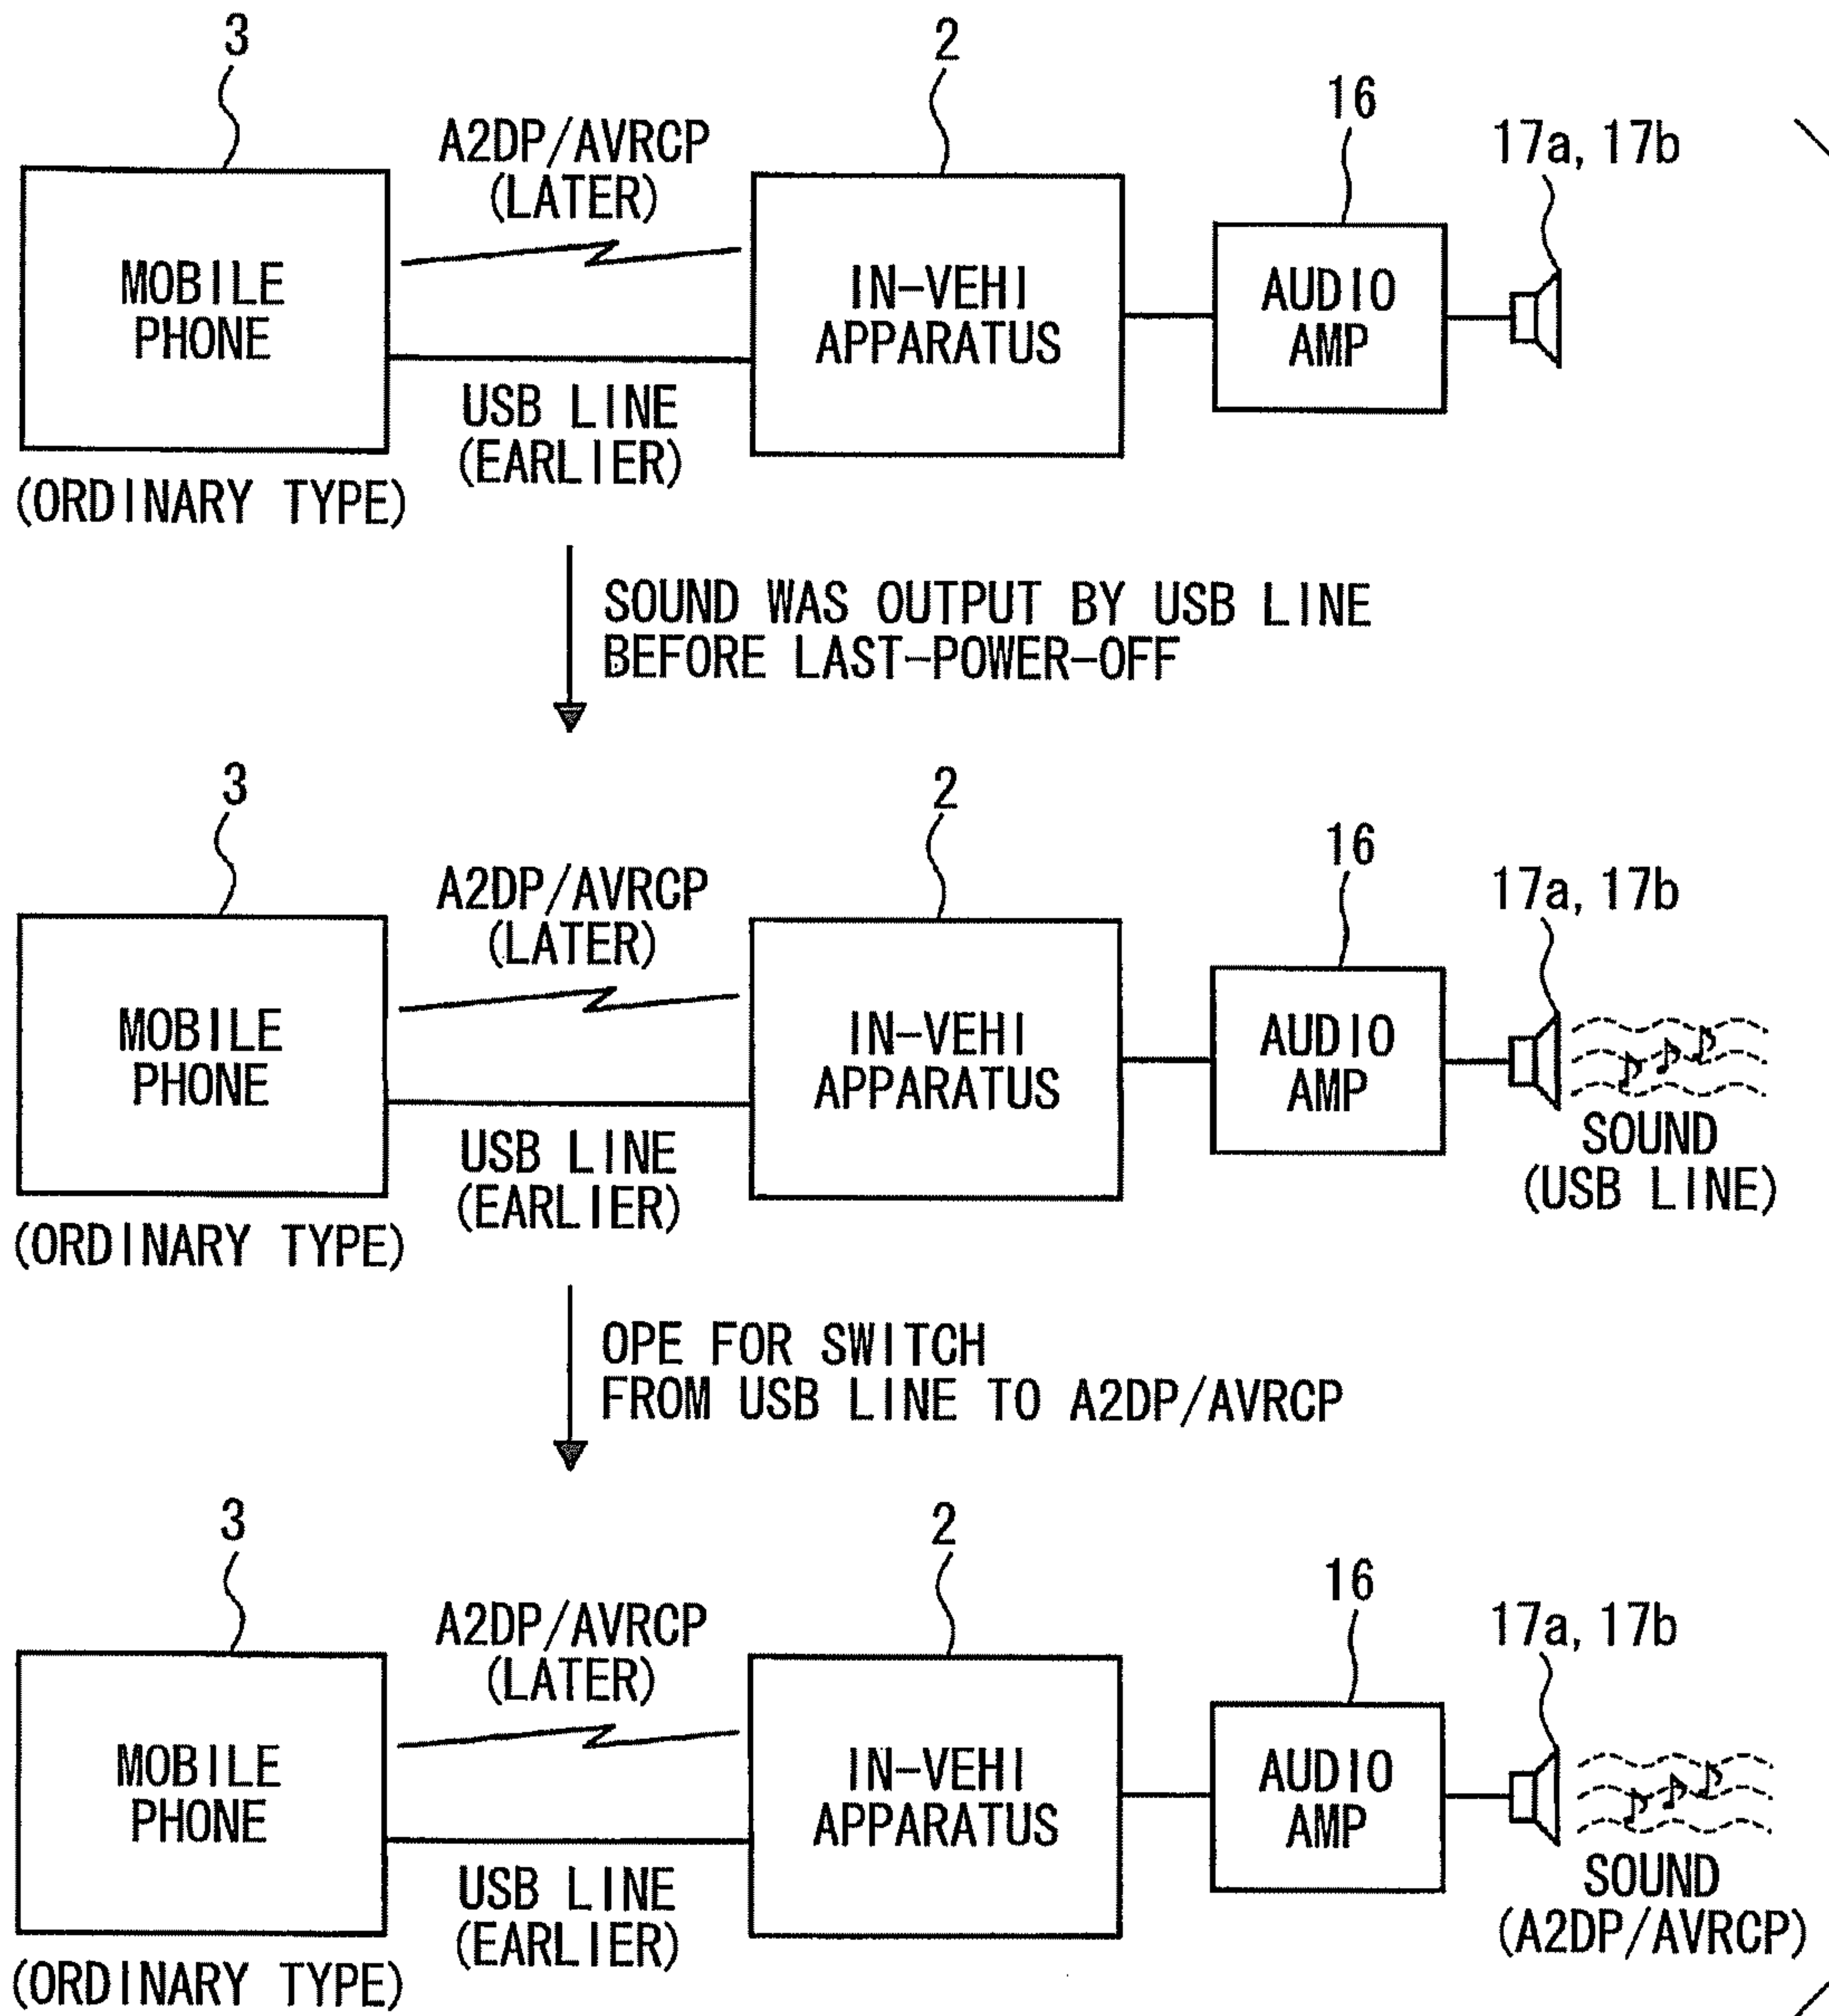 3
2
16
17a, 17b
A2DP/AVRCP
(LATER)
MOBILE
PHONE
IN-VEHI
APPARATUS
AUDIO
AMP
USB LINE
(EARLIER)
(ORDINARY TYPE)
SOUND WAS OUTPUT BY USB LINE
BEFORE LAST-POWER-OFF
3
2
16
17a, 17b
A2DP/AVRCP
(LATER)
MOBILE
PHONE
IN-VEHI
APPARATUS
AUDIO
AMP
SOUND
(USB LINE)
USB LINE
(EARLIER)
(ORDINARY TYPE)
OPE FOR SWITCH
FROM USB LINE TO A2DP/AVRCP
3
2
16
17a, 17b
A2DP/AVRCP
(LATER)
MOBILE
PHONE
IN-VEHI
APPARATUS
AUDIO
AMP
SOUND
(A2DP/AVRCP)
USB LINE
(EARLIER)
(ORDINARY TYPE)